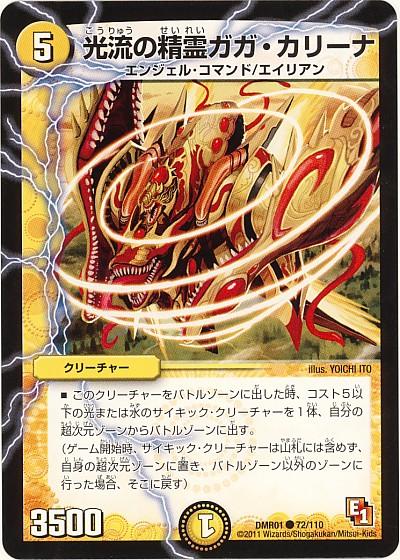 5
こうりゅう せいれい
光流の精霊ガガ・カリーナ
エンジェル・コマンド/エイリアン
illus. YOICHI ITO
クリーチャー
■ このクリーチャーをバトルゾーンに出した時、コスト5以
下の光または水のサイキック・クリーチャーを1体、自分の
超次元ゾーンからバトルゾーンに出す。
(ゲーム開始時、サイキック・クリーチャーは山札には含めず、
自身の超次元ゾーンに置き、バトルゾーン以外のゾーンに
行った場合、そこに戻す)
3500
1
DMR01 ● 72/110
©2011 Wizards/Shogakukan/Mitsui-Kids
E1